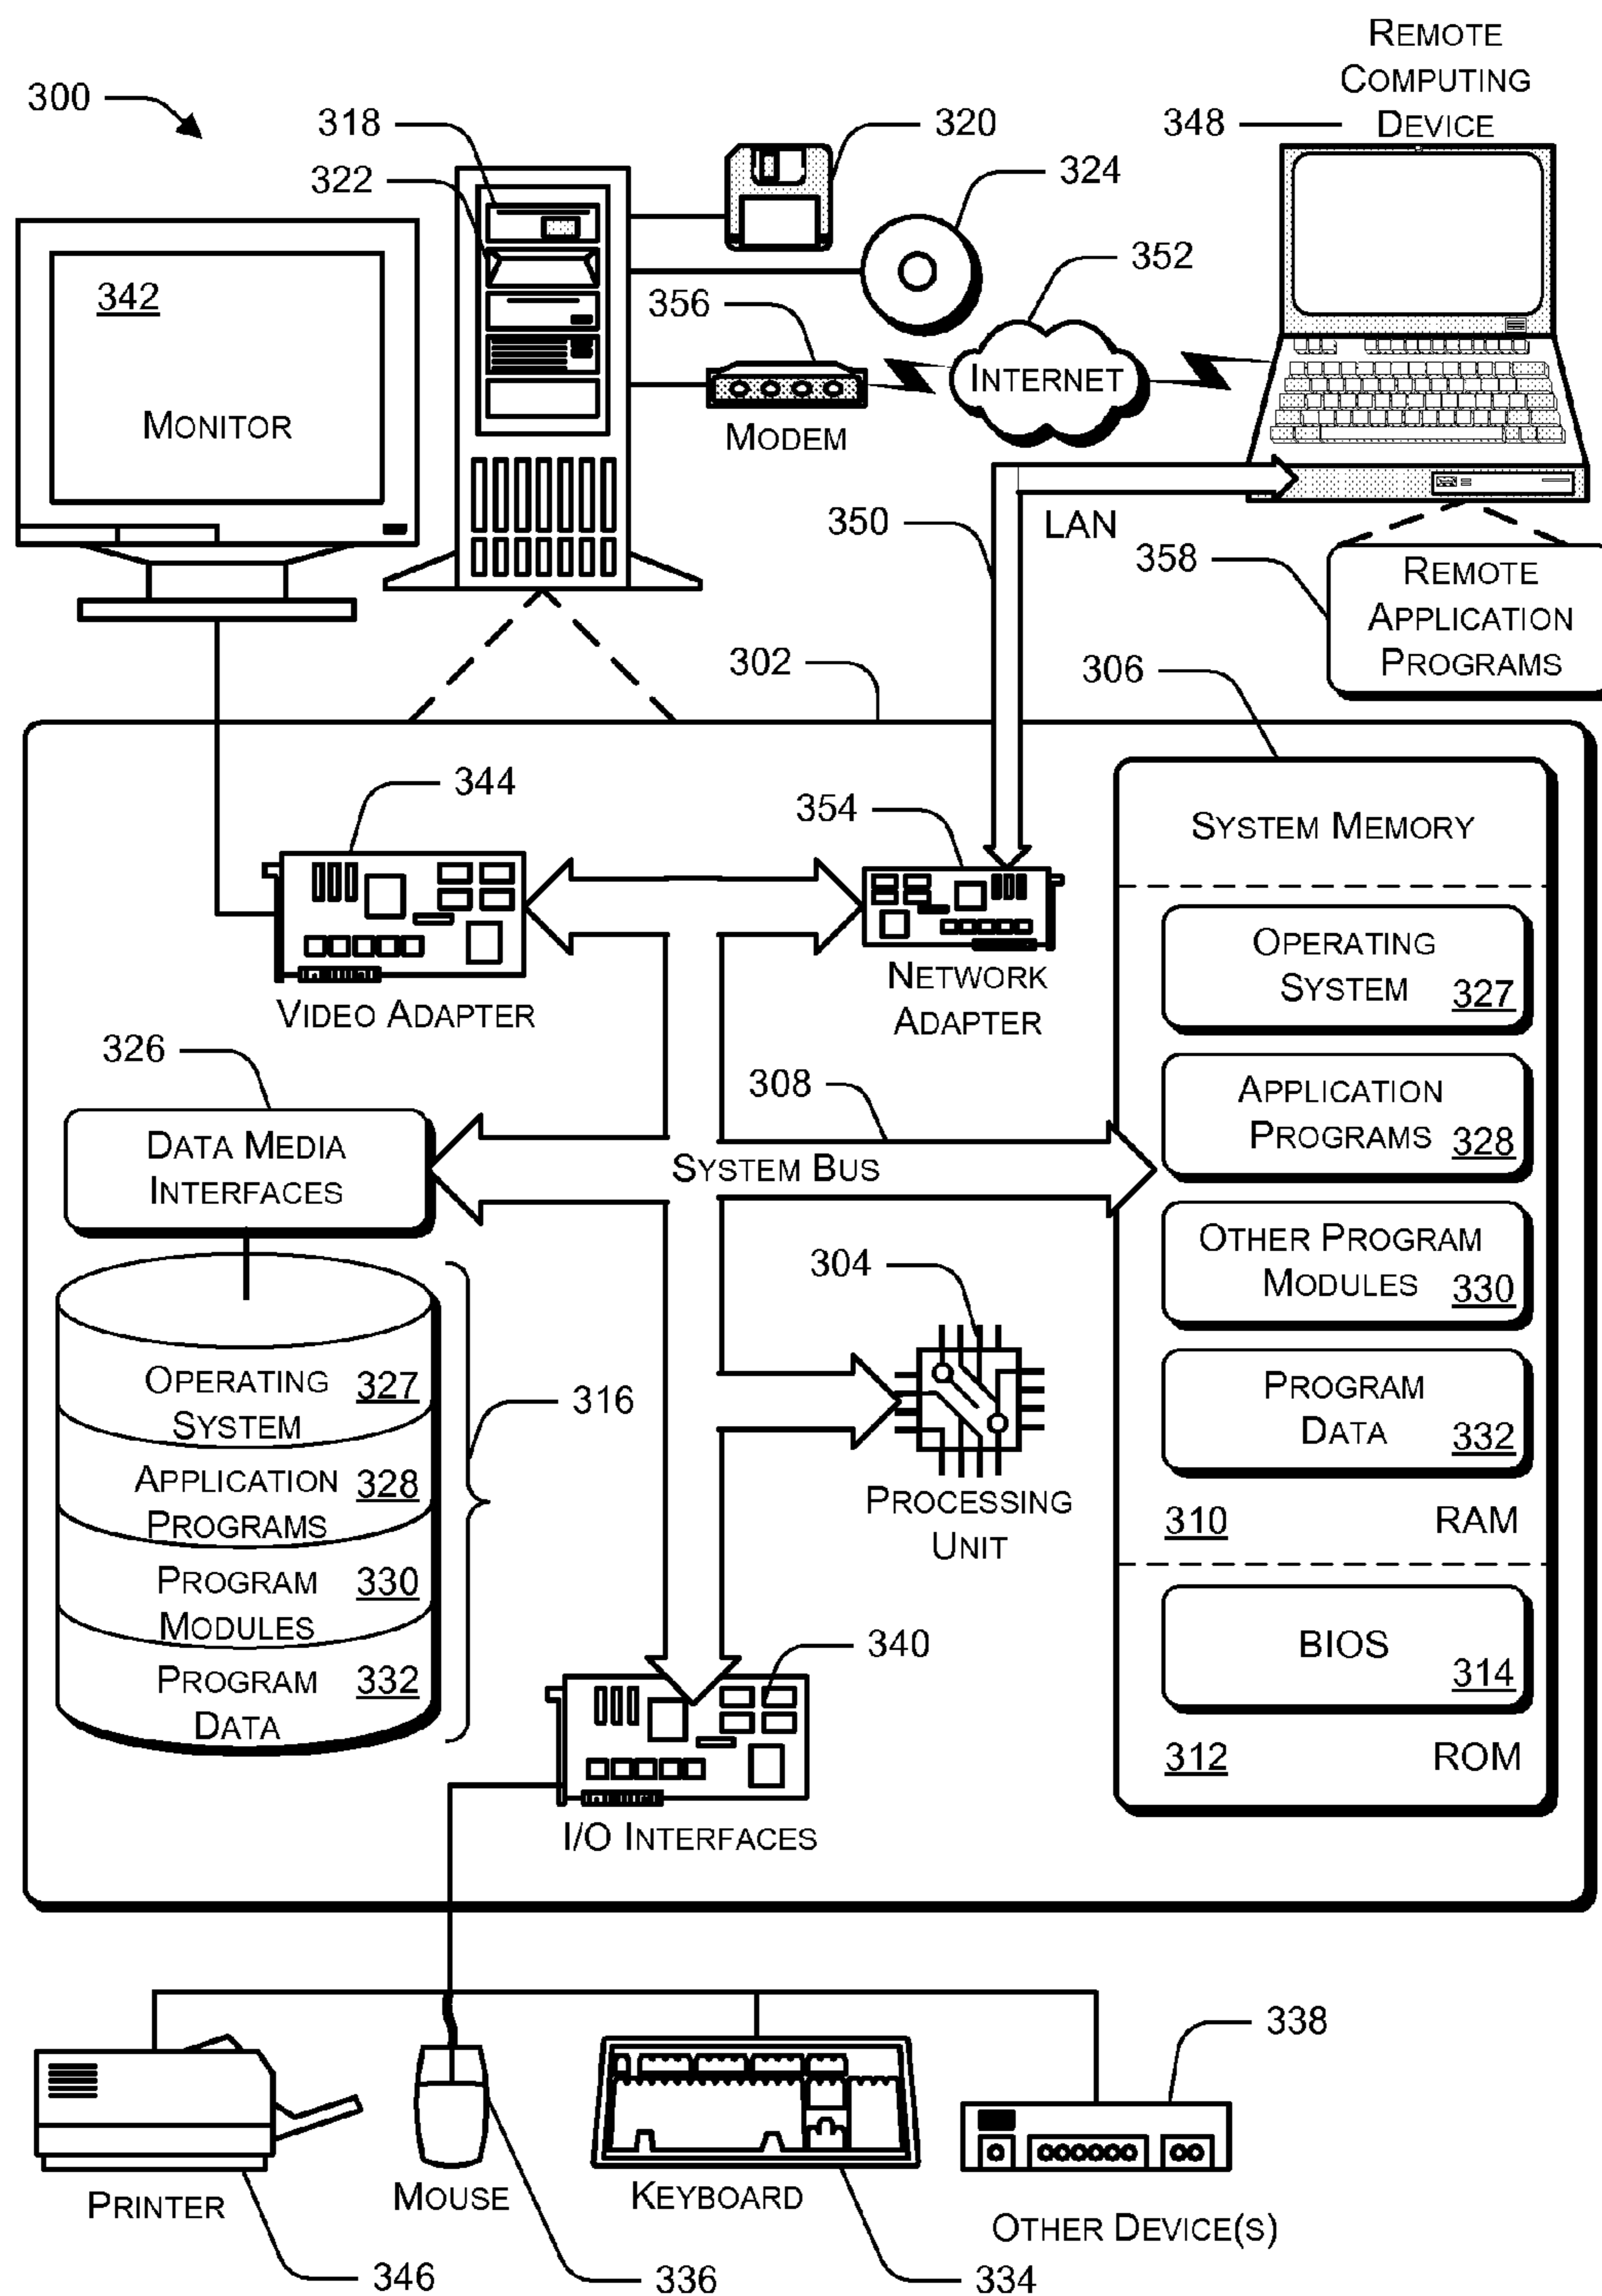 REMOTE
COMPUTING
DEVICE
300
318
320
348
322
324
342
352
356
INTERNET
MONITOR
MODEM
350
LAN
358
REMOTE
APPLICATION
PROGRAMS
302
306
344
354
SYSTEM MEMORY
VIDEO ADAPTER
NETWORK
ADAPTER
OPERATING
SYSTEM 327
326
308
APPLICATION
PROGRAMS 328
DATA MEDIA
INTERFACES
SYSTEM BUS
OTHER PROGRAM
MODULES 330
304
OPERATING 327
SYSTEM
316
PROGRAM
DATA 332
APPLICATION 328
PROGRAMS
PROCESSING
UNIT
310 RAM
PROGRAM 330
MODULES
340
BIOS
314
PROGRAM 332
DATA
312 ROM
I/O INTERFACES
338
PRINTER
MOUSE
KEYBOARD
OTHER DEVICE(S)
346
336
334